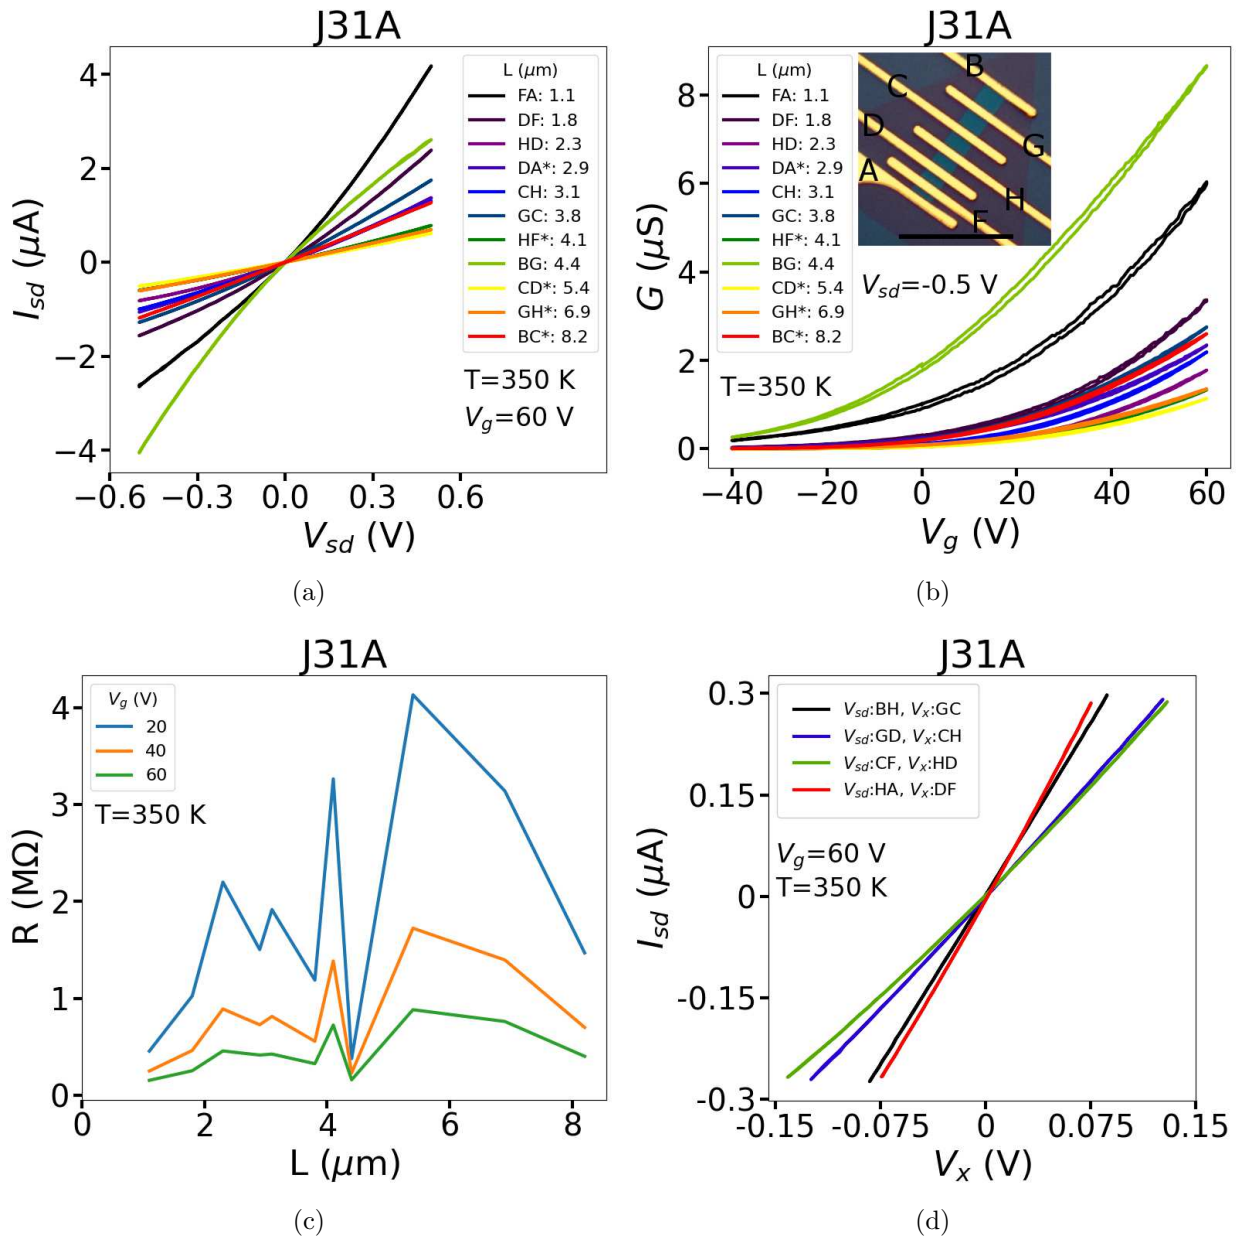 J31A
4
2
0
−2
−4
I_sd (μA)
−0.6 −0.3 0.0 0.3 0.6
V_sd (V)
L (μm)
FA: 1.1
DF: 1.8
HD: 2.3
DA*: 2.9
CH: 3.1
GC: 3.8
HF*: 4.1
BG: 4.4
CD*: 5.4
GH*: 6.9
BC*: 8.2
T=350 K
V_g=60 V
(a)
J31A
8
6
4
2
0
G (μS)
−40 −20 0 20 40 60
V_g (V)
L (μm)
FA: 1.1
DF: 1.8
HD: 2.3
DA*: 2.9
CH: 3.1
GC: 3.8
HF*: 4.1
BG: 4.4
CD*: 5.4
GH*: 6.9
BC*: 8.2
T=350 K
B
C
D
G
A
H
F
V_sd=-0.5 V
(b)
J31A
V_g (V)
20
40
60
T=350 K
4
3
2
1
0
R (MΩ)
0 2 4 6 8
L (μm)
(c)
J31A
V_sd:BH, V_x:GC
V_sd:GD, V_x:CH
V_sd:CF, V_x:HD
V_sd:HA, V_x:DF
V_g=60 V
T=350 K
0.3
0.15
0
-0.15
-0.3
I_sd (μA)
-0.15 -0.075 0 0.075 0.15
V_x (V)
(d)